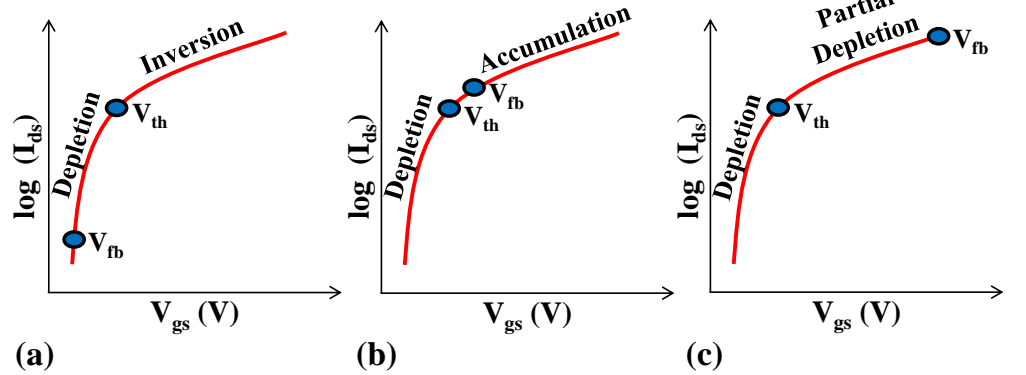 Inversion
Depletion
V_th
V_fb
log (I_ds)
V_gs (V)
(a)
Accumulation
Depletion
V_fb
V_th
log (I_ds)
V_gs (V)
(b)
Partial
Depletion
V_fb
Depletion
V_th
log (I_ds)
V_gs (V)
(c)